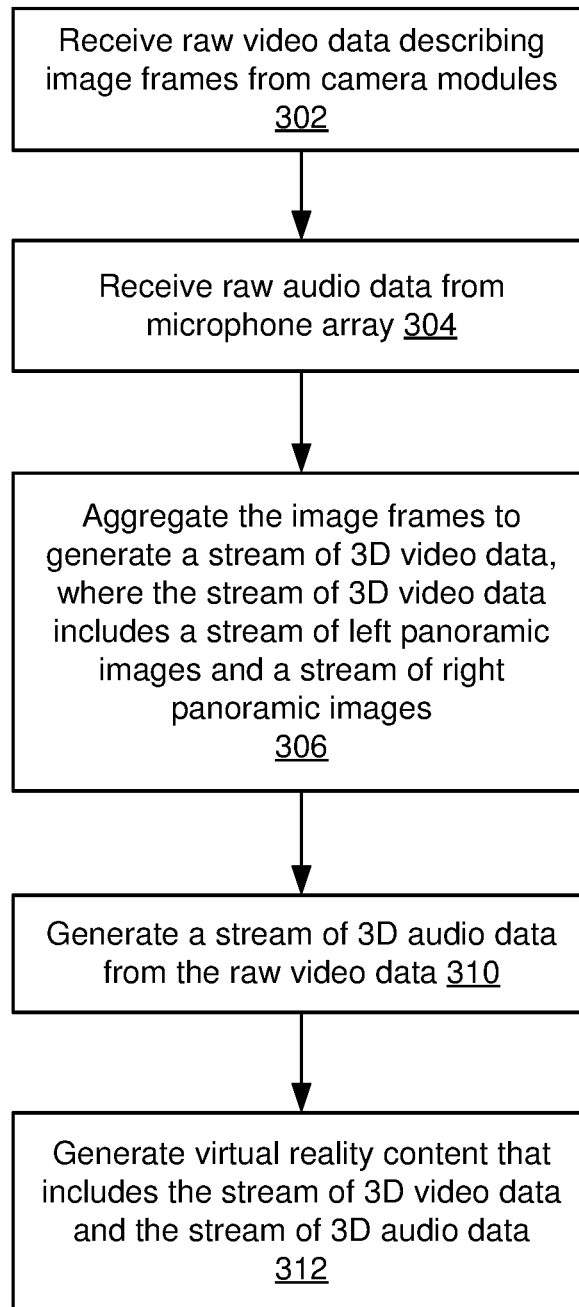 Receive raw video data describing
image frames from camera modules
302
Receive raw audio data from
microphone array 304
Aggregate the image frames to
generate a stream of 3D video data,
where the stream of 3D video data
includes a stream of left panoramic
images and a stream of right
panoramic images
306
Generate a stream of 3D audio data
from the raw video data 310
Generate virtual reality content that
includes the stream of 3D video data
and the stream of 3D audio data
312